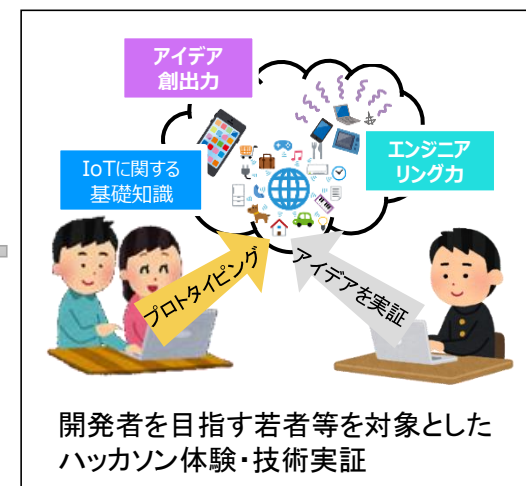 アイデア
創出力
IoTに関する
基礎知識
エンジニア
リング力
プロトタイピング
アイデアを実証
開発者を目指す若者等を対象とした
ハッカソン体験・技術実証